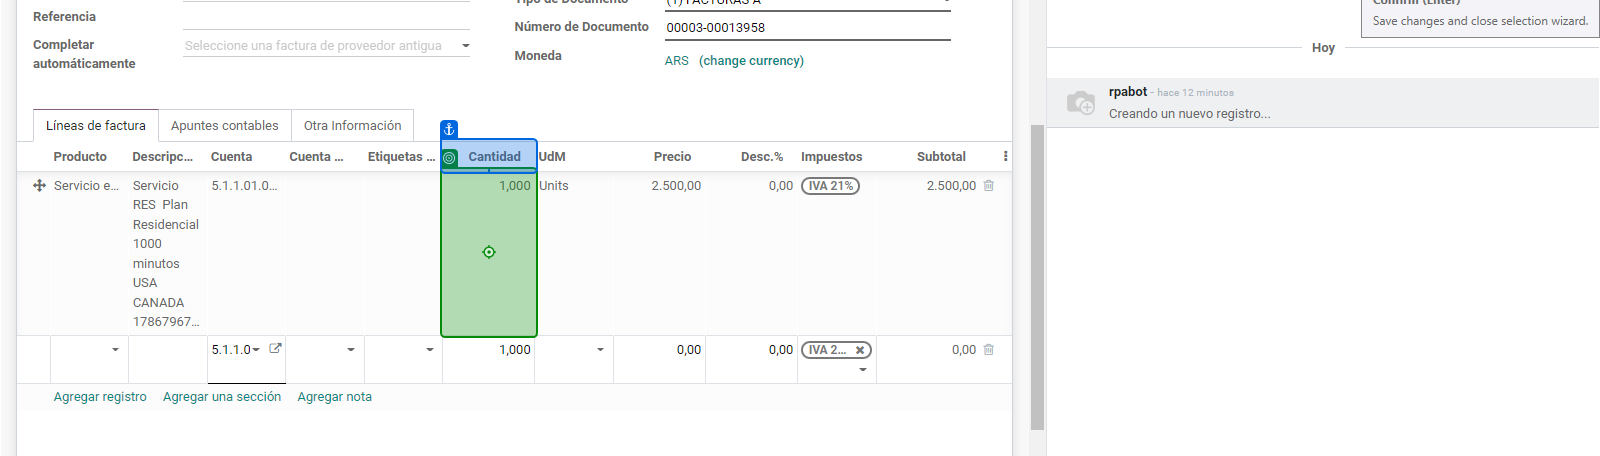 Tipo de Documento (1) FACTURAS A
Referencia
Número de Documento 00003-00013958
Completar automáticamente Seleccione una factura de proveedor antigua
Moneda ARS (change currency)
Líneas de factura Apuntes contables Otra Información
Producto Descripc... Cuenta Cuenta ... Etiquetas ... Cantidad UdM Precio Desc.% Impuestos Subtotal
Servicio e... Servicio 5.1.1.01.0... 1,000 Units 2.500,00 0,00 IVA 21% 2.500,00
RES Plan
Residencial
1000
minutos
USA
CANADA
17867967...
5.1.1.0 1,000 0,00 0,00 IVA 2... 0,00
Agregar registro Agregar una sección Agregar nota
Confirm (Enter)
Save changes and close selection wizard.
Hoy
rpabot - hace 12 minutos
Creando un nuevo registro...